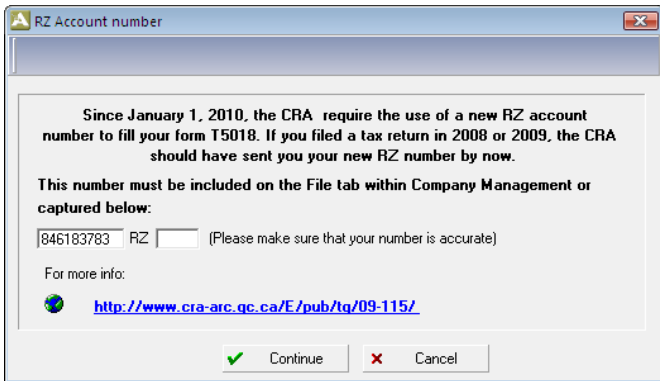 RZ Account number
Since January 1, 2010, the CRA require the use of a new RZ account
number to fill your form T5018. If you filed a tax return in 2008 or 2009, the CRA
should have sent you your new RZ number by now.
This number must be included on the File tab within Company Management or
captured below:
846183783 RZ (Please make sure that your number is accurate)
For more info:
http://www.cra-arc.gc.ca/E/pub/tg/09-115/
Continue Cancel